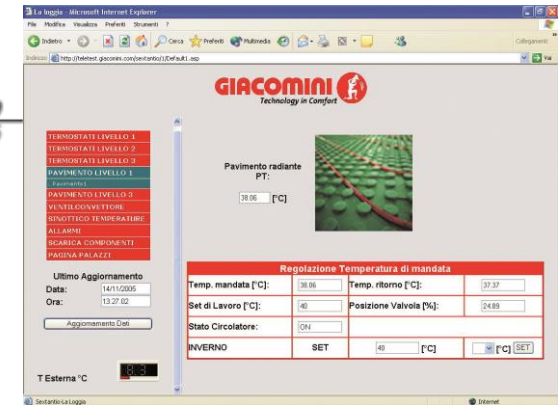 La loggia - Microsoft Internet Explorer
File Modifica Visualizza Preferiti Strumenti ?
Indietro Cerca Preferiti Multimedia Collegamenti
Indirizzo http://teletest.giacomini.com/sextantio/1/Default1.asp Vai
GIACOMINI
Technology in Comfort
TERMOSTATI LIVELLO 1
TERMOSTATI LIVELLO 2
TERMOSTATI LIVELLO 3
PAVIMENTO LIVELLO 1
Pavimento1
PAVIMENTO LIVELLO 3
VENTILCONVETTORE
SINOTTICO TEMPERATURE
ALLARMI
SCARICA COMPONENTI
PAGINA PALAZZI
Ultimo Aggiornamento
Data: 14/11/2005
Ora: 13.27.02
Aggiornamento Dati
T Esterna °C
Pavimento radiante
PT:
38.06 [°C]
Regolazione Temperatura di mandata
Temp. mandata [°C]: 38.06 Temp. ritorno [°C]: 37.37
Set di Lavoro [°C]: 40 Posizione Valvola [%]: 24.89
Stato Circolatore: ON
INVERNO SET 40 [°C] [°C] SET
Sextantio-La Loggia Internet